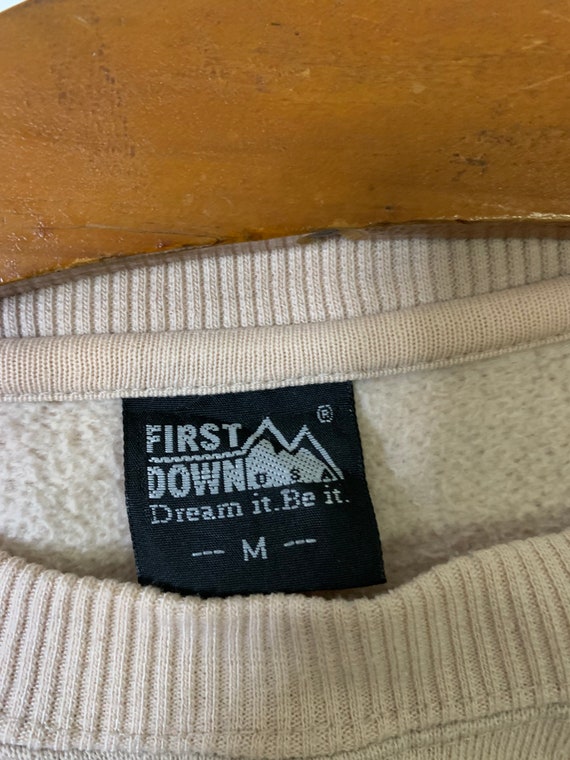 FIRST ®
DOWN USA
Dream it. Be it.
--- M ---